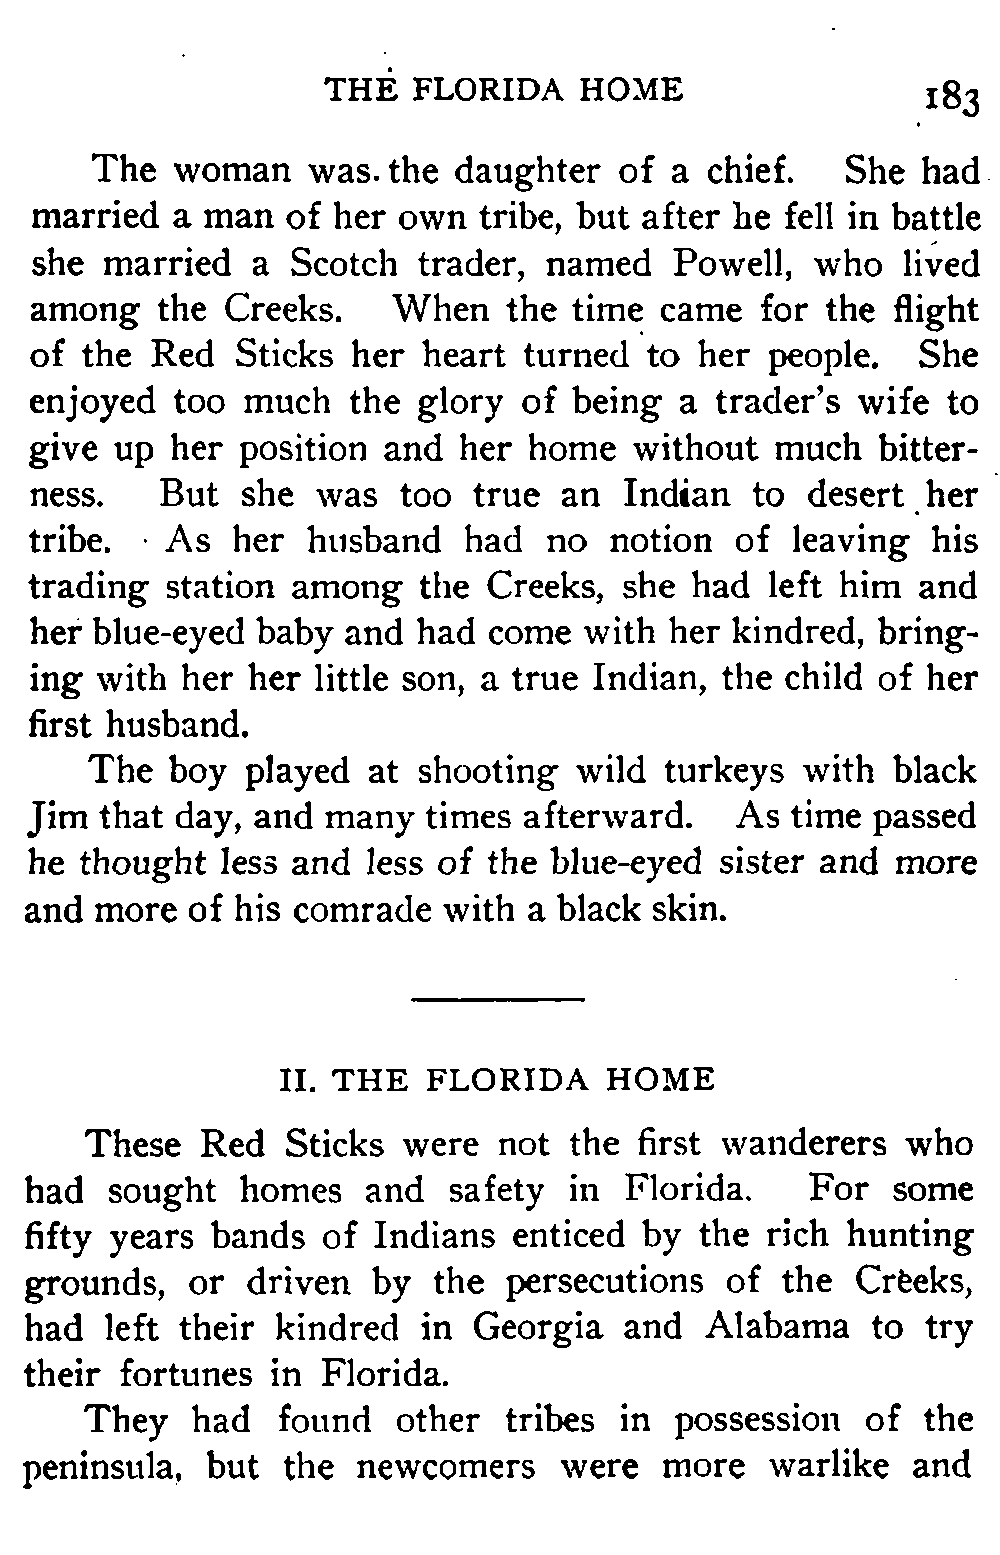 THE FLORIDA HOME 183
The woman was the daughter of a chief. She had
married a man of her own tribe, but after he fell in battle
she married a Scotch trader, named Powell, who lived
among the Creeks. When the time came for the flight
of the Red Sticks her heart turned to her people. She
enjoyed too much the glory of being a trader's wife to
give up her position and her home without much bitter-
ness. But she was too true an Indian to desert her
tribe. As her husband had no notion of leaving his
trading station among the Creeks, she had left him and
her blue-eyed baby and had come with her kindred, bring-
ing with her her little son, a true Indian, the child of her
first husband.
The boy played at shooting wild turkeys with black
Jim that day, and many times afterward. As time passed
he thought less and less of the blue-eyed sister and more
and more of his comrade with a black skin.
II. THE FLORIDA HOME
These Red Sticks were not the first wanderers who
had sought homes and safety in Florida. For some
fifty years bands of Indians enticed by the rich hunting
grounds, or driven by the persecutions of the Creeks,
had left their kindred in Georgia and Alabama to try
their fortunes in Florida.
They had found other tribes in possession of the
peninsula, but the newcomers were more warlike and